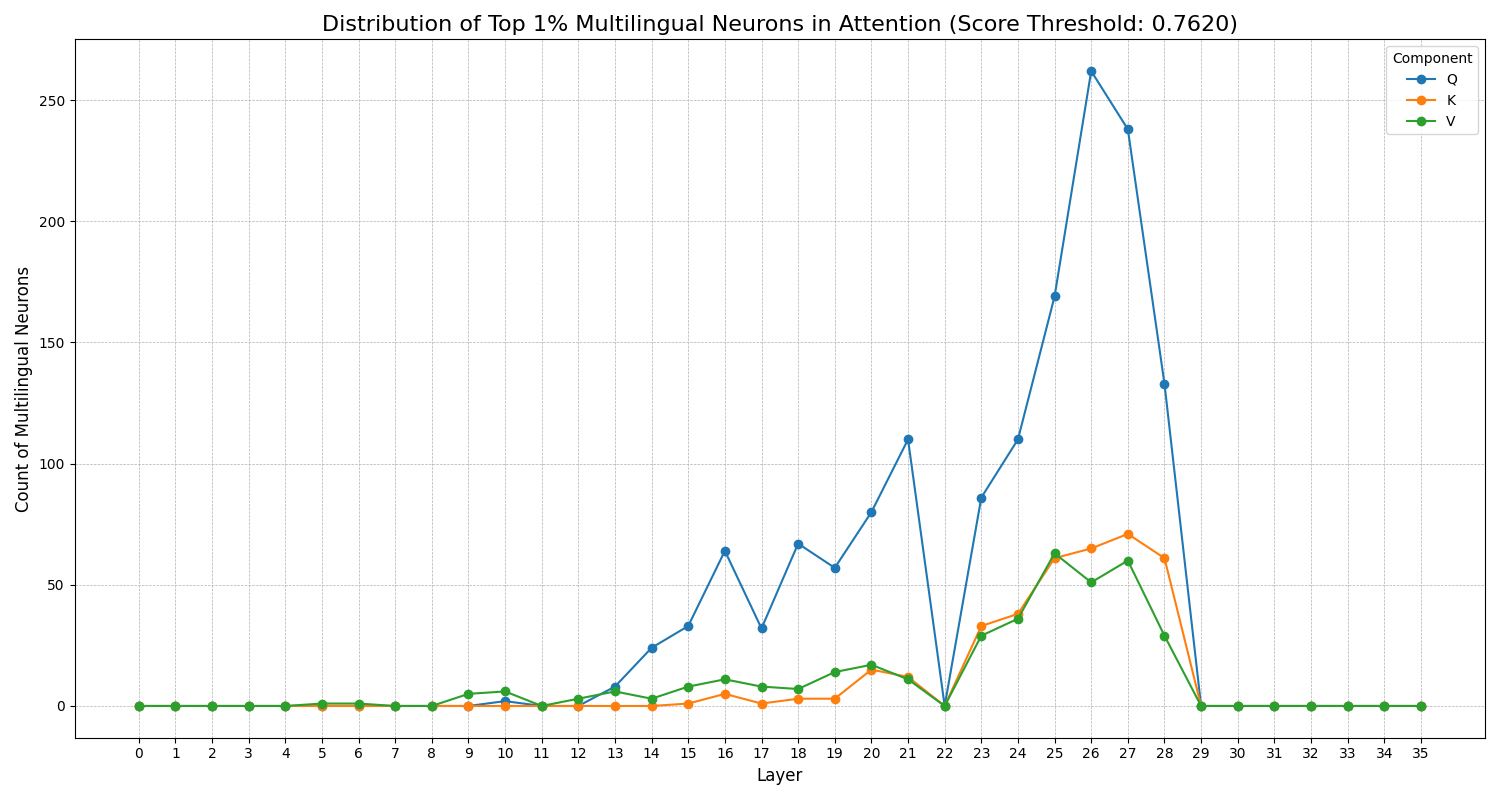 Distribution of Top 1% Multilingual Neurons in Attention (Score Threshold: 0.7620)
Component
Q
K
V
Count of Multilingual Neurons
250
200
150
100
50
0
0 1 2 3 4 5 6 7 8 9 10 11 12 13 14 15 16 17 18 19 20 21 22 23 24 25 26 27 28 29 30 31 32 33 34 35
Layer